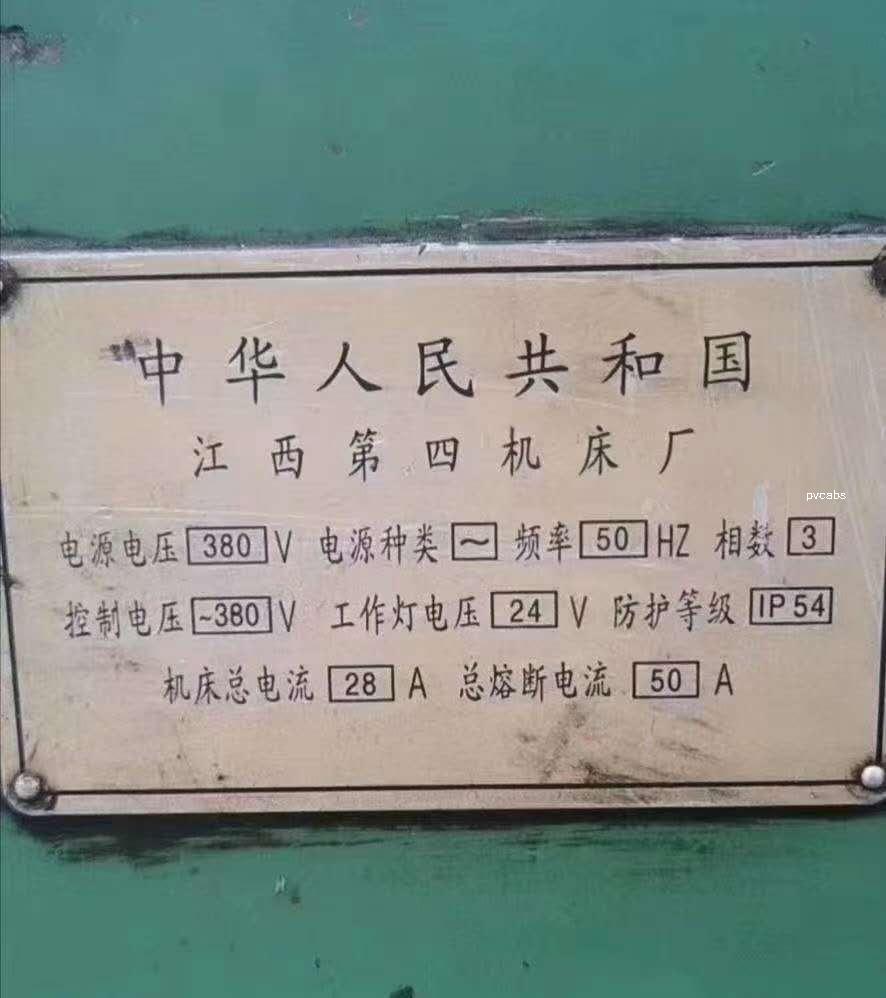 中华人民共和国
江西第四机床厂
pvcabs
电源电压 380 V 电源种类 ~ 频率 50 HZ 相数 3
控制电压 ~380 V 工作灯电压 24 V 防护等级 IP54
机床总电流 28 A 总熔断电流 50 A